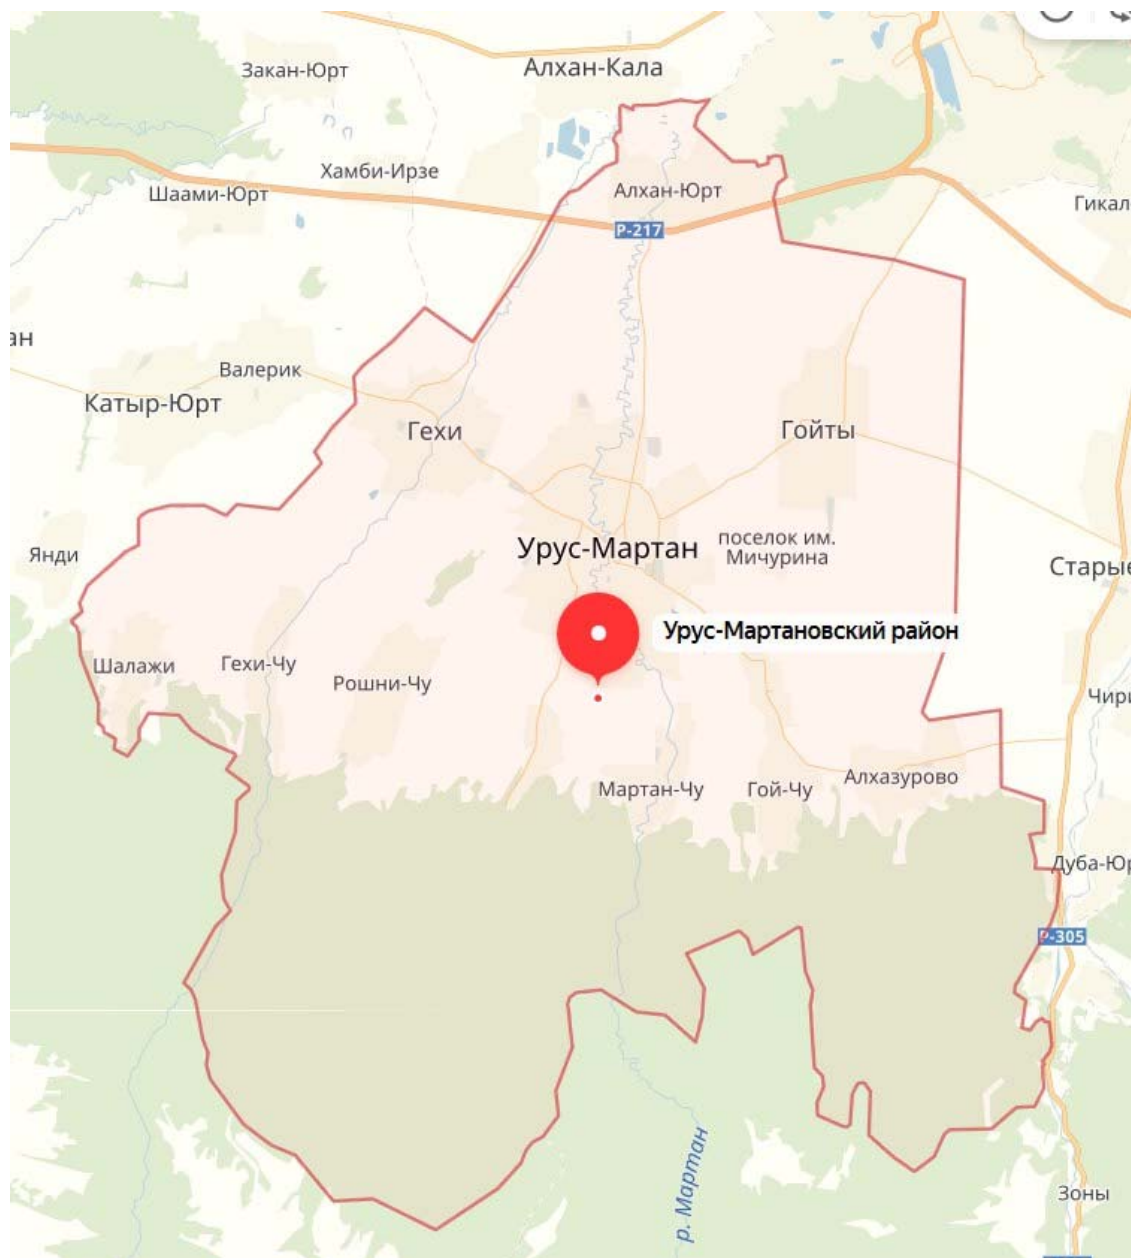 Закан-Юрт
Алхан-Кала
Хамби-Ирзе
Шаами-Юрт
Алхан-Юрт
Гикал
Р-217
ан
Валерик
Катыр-Юрт
Гехи
Гойты
Урус-Мартан
поселок им.
Мичурина
Янди
Старые
Урус-Мартановский район
Шалажи
Гехи-Чу
Рошни-Чу
Чири
Мартан-Чу
Гой-Чу
Алхазурово
Дуба-Юр
Р-305
р. Мартан
Зоны